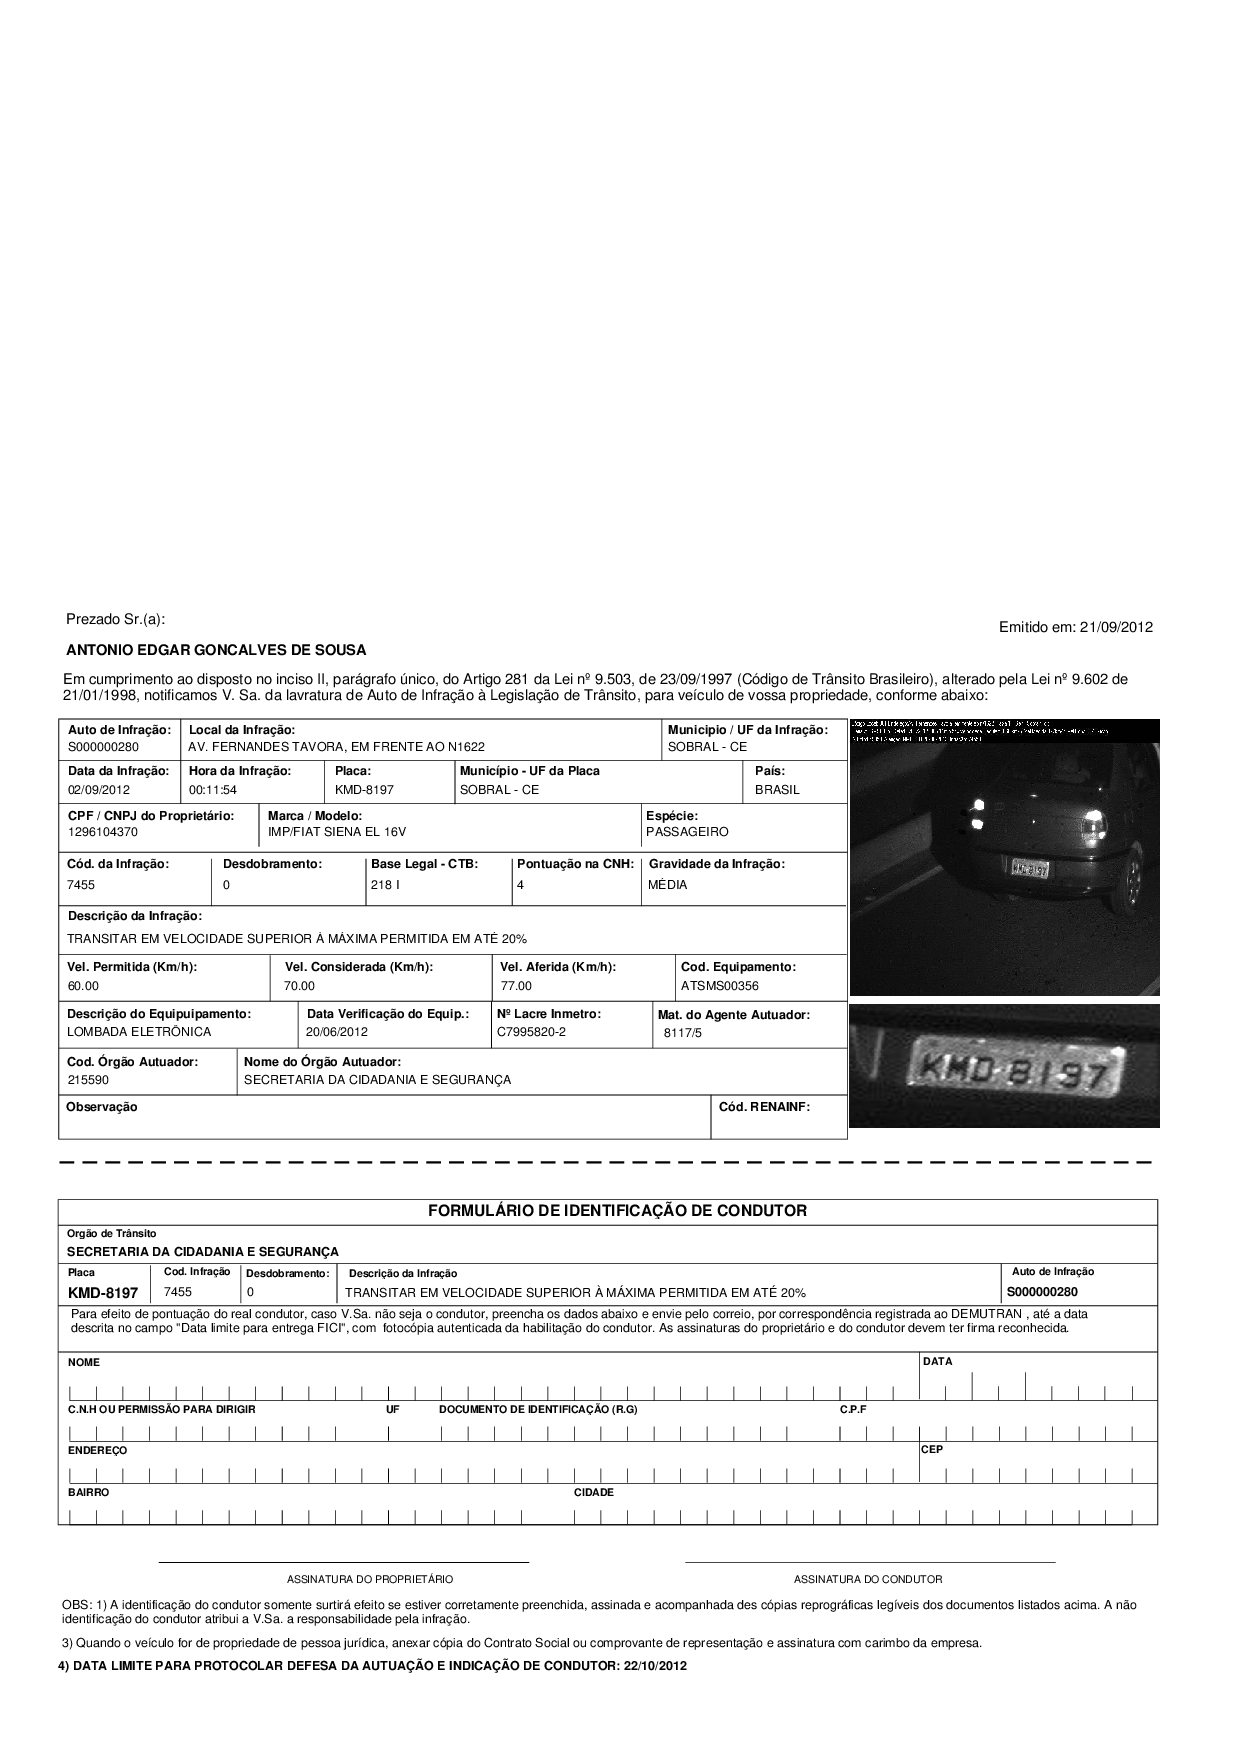 Prezado Sr.(a):
Emitido em: 21/09/2012
ANTONIO EDGAR GONCALVES DE SOUSA
Em cumprimento ao disposto no inciso II, parágrafo único, do Artigo 281 da Lei nº 9.503, de 23/09/1997 (Código de Trânsito Brasileiro), alterado pela Lei nº 9.602 de
21/01/1998, notificamos V. Sa. da lavratura de Auto de Infração à Legislação de Trânsito, para veículo de vossa propriedade, conforme abaixo:
Auto de Infração: Local da Infração: Municipio / UF da Infração:
S000000280 AV. FERNANDES TAVORA, EM FRENTE AO N1622 SOBRAL - CE
Data da Infração: Hora da Infração: Placa: Município - UF da Placa País:
02/09/2012 00:11:54 KMD-8197 SOBRAL - CE BRASIL
CPF / CNPJ do Proprietário: Marca / Modelo: Espécie:
1296104370 IMP/FIAT SIENA EL 16V PASSAGEIRO
Cód. da Infração: Desdobramento: Base Legal - CTB: Pontuação na CNH: Gravidade da Infração:
7455 0 218 I 4 MÉDIA
Descrição da Infração:
TRANSITAR EM VELOCIDADE SUPERIOR À MÁXIMA PERMITIDA EM ATÉ 20%
Vel. Permitida (Km/h): Vel. Considerada (Km/h): Vel. Aferida (Km/h): Cod. Equipamento:
60.00 70.00 77.00 ATSMS00356
Descrição do Equipuipamento: Data Verificação do Equip.: Nº Lacre Inmetro: Mat. do Agente Autuador:
LOMBADA ELETRÔNICA 20/06/2012 C7995820-2 8117/5
Cod. Órgão Autuador: Nome do Órgão Autuador:
215590 SECRETARIA DA CIDADANIA E SEGURANÇA
Observação Cód. RENAINF:
KMD-8197
KMD-8197
FORMULÁRIO DE IDENTIFICAÇÃO DE CONDUTOR
Orgão de Trânsito
SECRETARIA DA CIDADANIA E SEGURANÇA
Placa Cod. Infração Desdobramento: Descrição da Infração Auto de Infração
KMD-8197 7455 0 TRANSITAR EM VELOCIDADE SUPERIOR À MÁXIMA PERMITIDA EM ATÉ 20% S000000280
Para efeito de pontuação do real condutor, caso V.Sa. não seja o condutor, preencha os dados abaixo e envie pelo correio, por correspondência registrada ao DEMUTRAN , até a data
descrita no campo "Data limite para entrega FICI", com fotocópia autenticada da habilitação do condutor. As assinaturas do proprietário e do condutor devem ter firma reconhecida.
NOME DATA
C.N.H OU PERMISSÃO PARA DIRIGIR UF DOCUMENTO DE IDENTIFICAÇÃO (R.G) C.P.F
ENDEREÇO CEP
BAIRRO CIDADE
ASSINATURA DO PROPRIETÁRIO ASSINATURA DO CONDUTOR
OBS: 1) A identificação do condutor somente surtirá efeito se estiver corretamente preenchida, assinada e acompanhada des cópias reprográficas legíveis dos documentos listados acima. A não
identificação do condutor atribui a V.Sa. a responsabilidade pela infração.
3) Quando o veículo for de propriedade de pessoa jurídica, anexar cópia do Contrato Social ou comprovante de representação e assinatura com carimbo da empresa.
4) DATA LIMITE PARA PROTOCOLAR DEFESA DA AUTUAÇÃO E INDICAÇÃO DE CONDUTOR: 22/10/2012